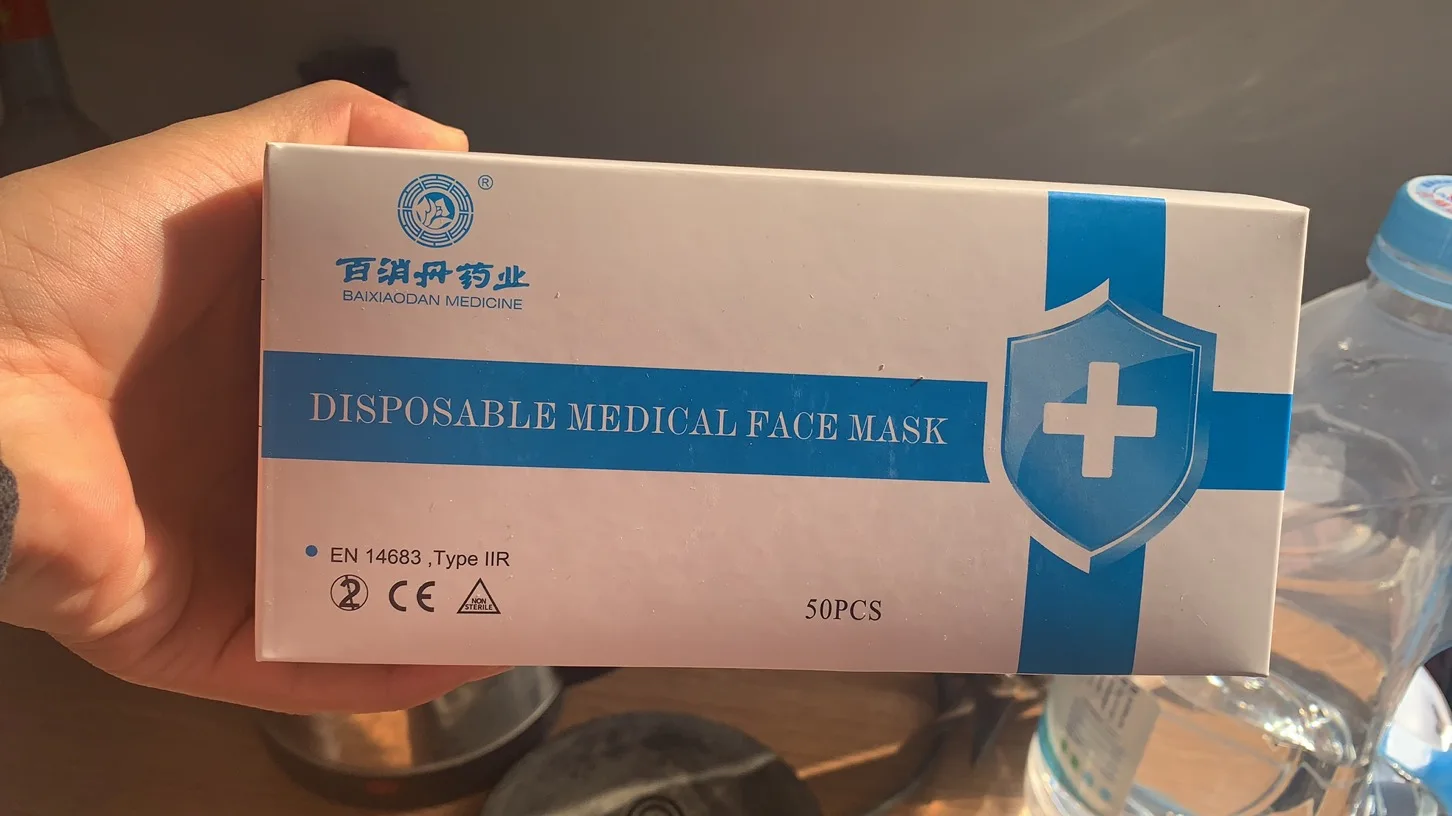 ®
百消丹药业
BAIXIAODAN MEDICINE
DISPOSABLE MEDICAL FACE MASK
EN 14683 ,Type IIR
2 CE NON STERILE
50PCS